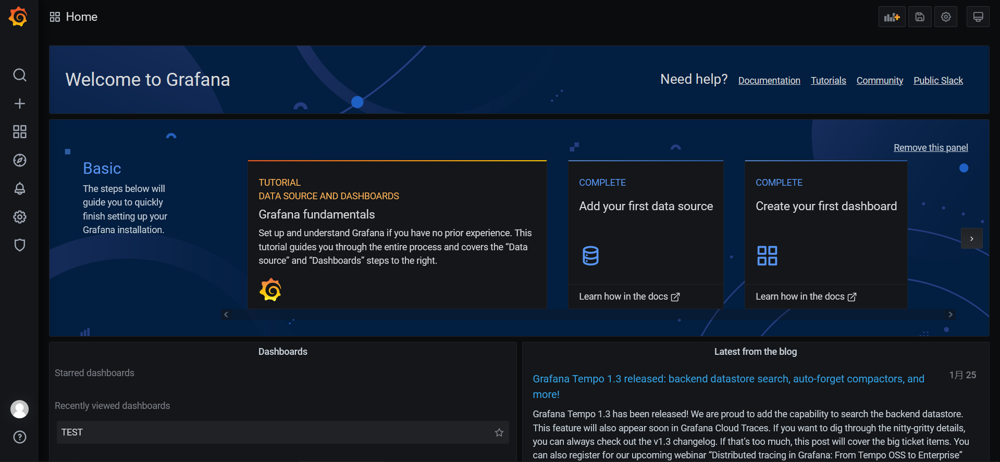 Home
Welcome to Grafana
Need help? Documentation Tutorials Community Public Slack
Remove this panel
Basic
The steps below will
guide you to quickly
finish setting up your
Grafana installation.
TUTORIAL
DATA SOURCE AND DASHBOARDS
Grafana fundamentals
Set up and understand Grafana if you have no prior experience. This
tutorial guides you through the entire process and covers the “Data
source” and “Dashboards” steps to the right.
COMPLETE
Add your first data source
Learn how in the docs
COMPLETE
Create your first dashboard
Learn how in the docs
Dashboards
Starred dashboards
Recently viewed dashboards
TEST
Latest from the blog
Grafana Tempo 1.3 released: backend datastore search, auto-forget compactors, and
more!
1月 25
Grafana Tempo 1.3 has been released! We are proud to add the capability to search the backend datastore.
This feature will also appear soon in Grafana Cloud Traces. If you want to dig through the nitty-gritty details,
you can always check out the v1.3 changelog. If that’s too much, this post will cover the big ticket items. You
can also register for our upcoming webinar “Distributed tracing in Grafana: From Tempo OSS to Enterprise”